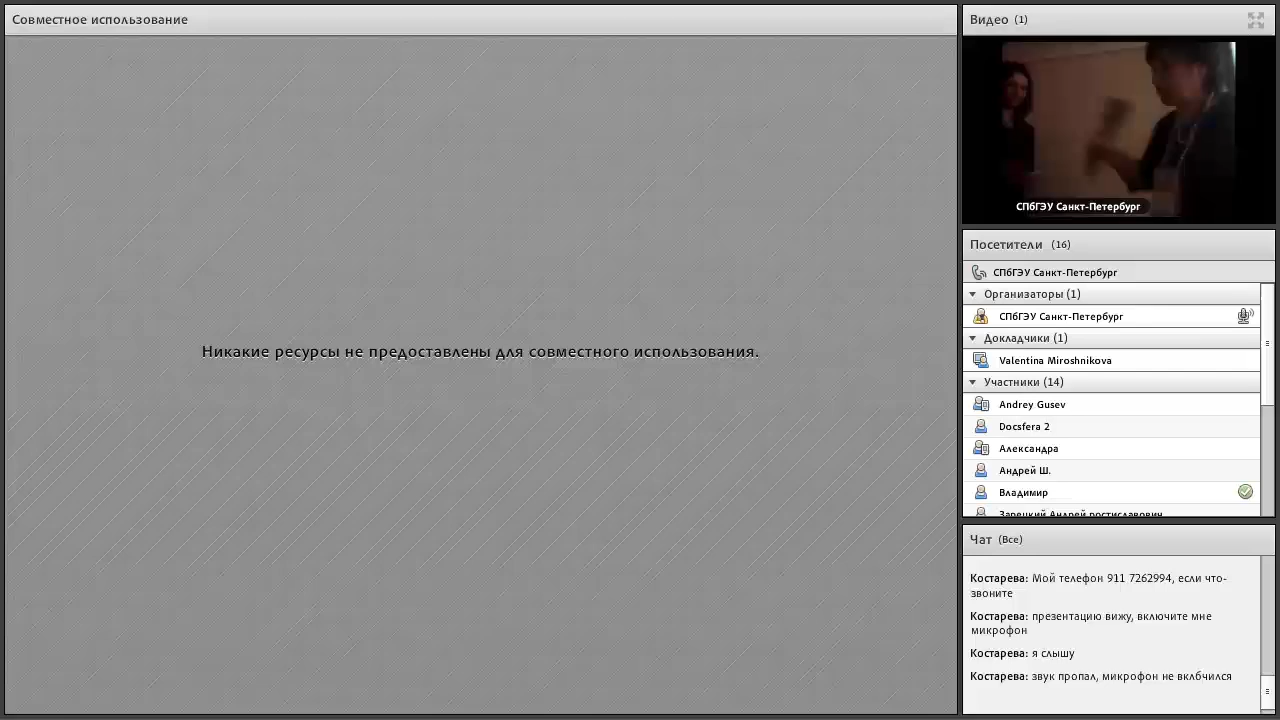 Совместное использование
Никакие ресурсы не предоставлены для совместного использования.
Видео (1)
СПбГЭУ Санкт-Петербург
Посетители (16)
СПбГЭУ Санкт-Петербург
Организаторы (1)
СПбГЭУ Санкт-Петербург
Докладчики (1)
Valentina Miroshnikova
Участники (14)
Andrey Gusev
Docsfera 2
Александра
Андрей Ш.
Владимир
Зарецкий Андрей ростиславович
Чат (Все)
Костарева: Мой телефон 911 7262994, если что-
звоните
Костарева: презентацию вижу, включите мне
микрофон
Костарева: я слышу
Костарева: звук пропал, микрофон не вклбчился